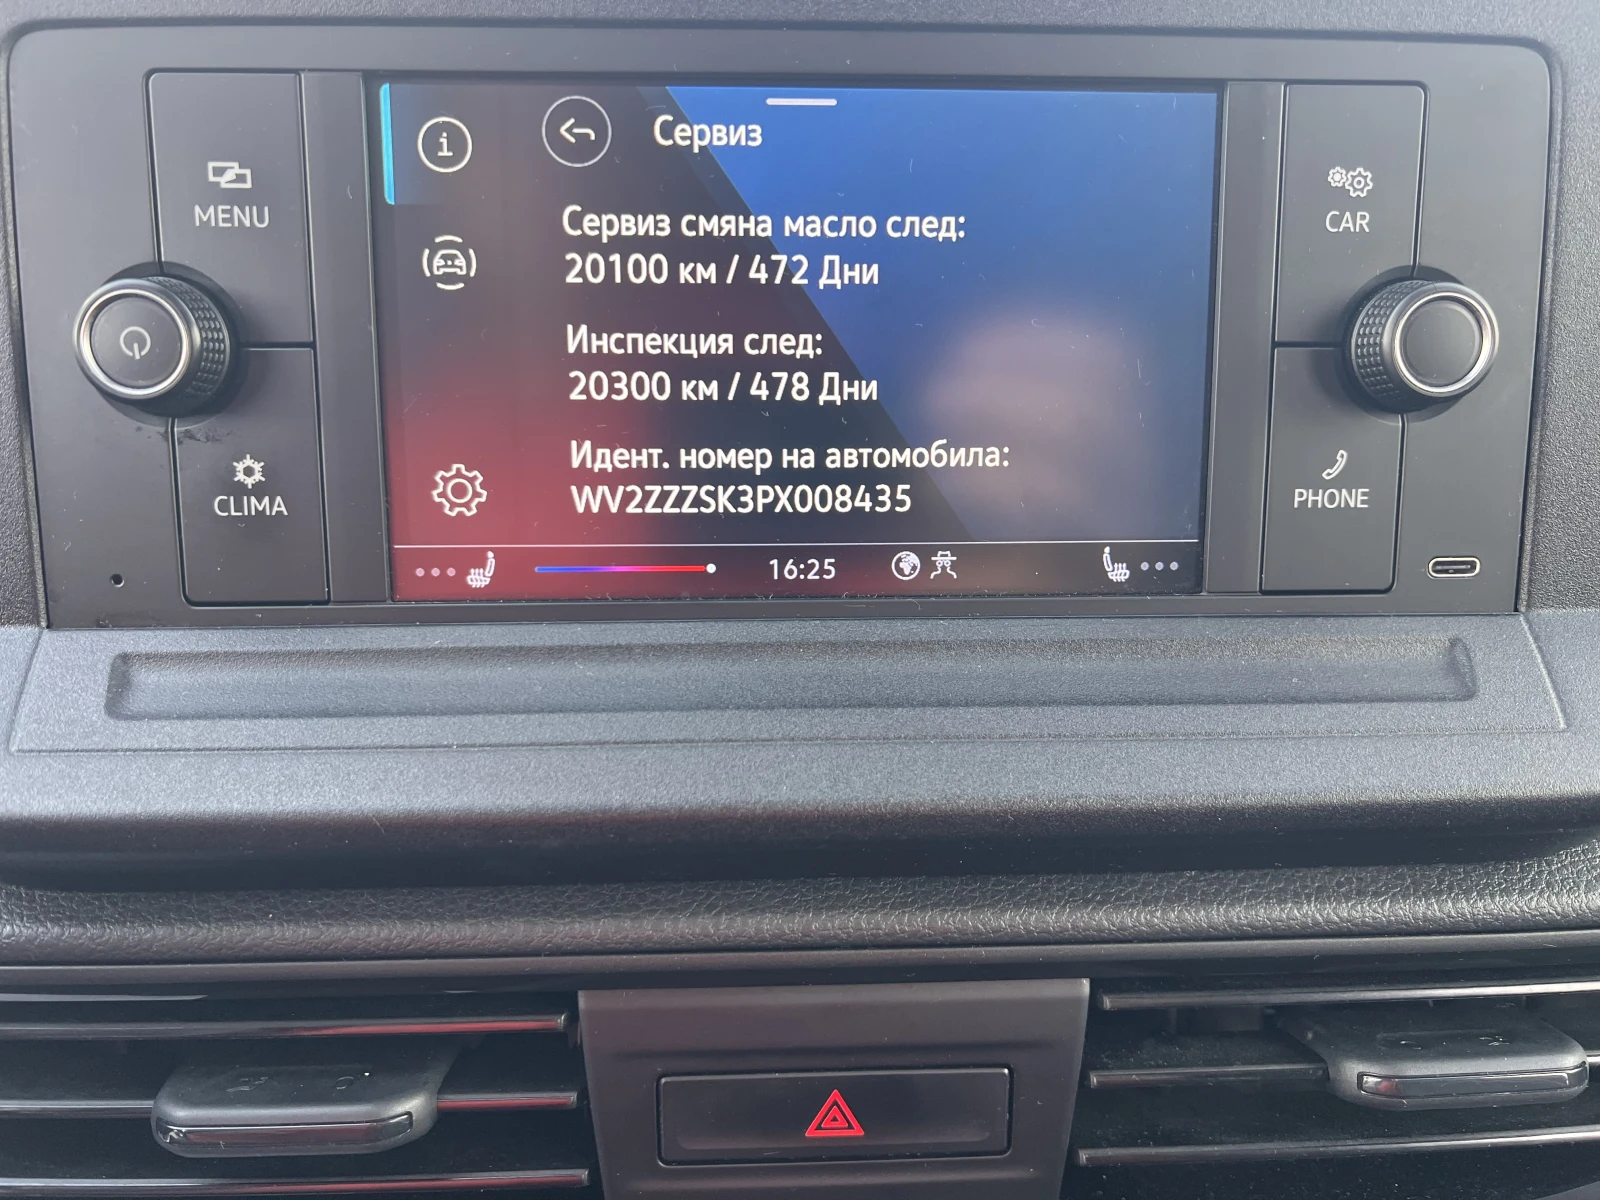 MENU
CLIMA
Сервиз
Сервиз смяна масло след:
20100 км / 472 Дни
Инспекция след:
20300 км / 478 Дни
Идент. номер на автомобила:
WV2ZZZSK3PX008435
16:25
CAR
PHONE